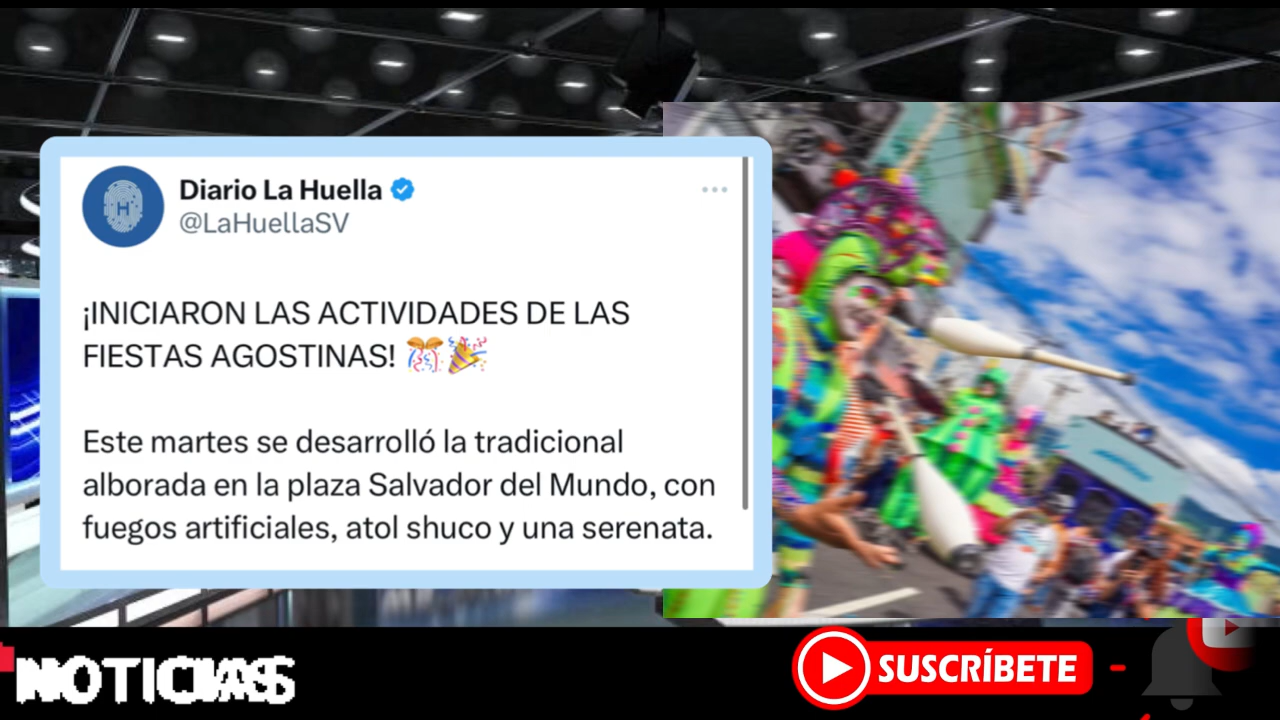 Diario La Huella
@LaHuellaSV
¡INICIARON LAS ACTIVIDADES DE LAS
FIESTAS AGOSTINAS! 🎊🎉
Este martes se desarrolló la tradicional
alborada en la plaza Salvador del Mundo, con
fuegos artificiales, atol shuco y una serenata.
NOTICIAS
SUSCRÍBETE